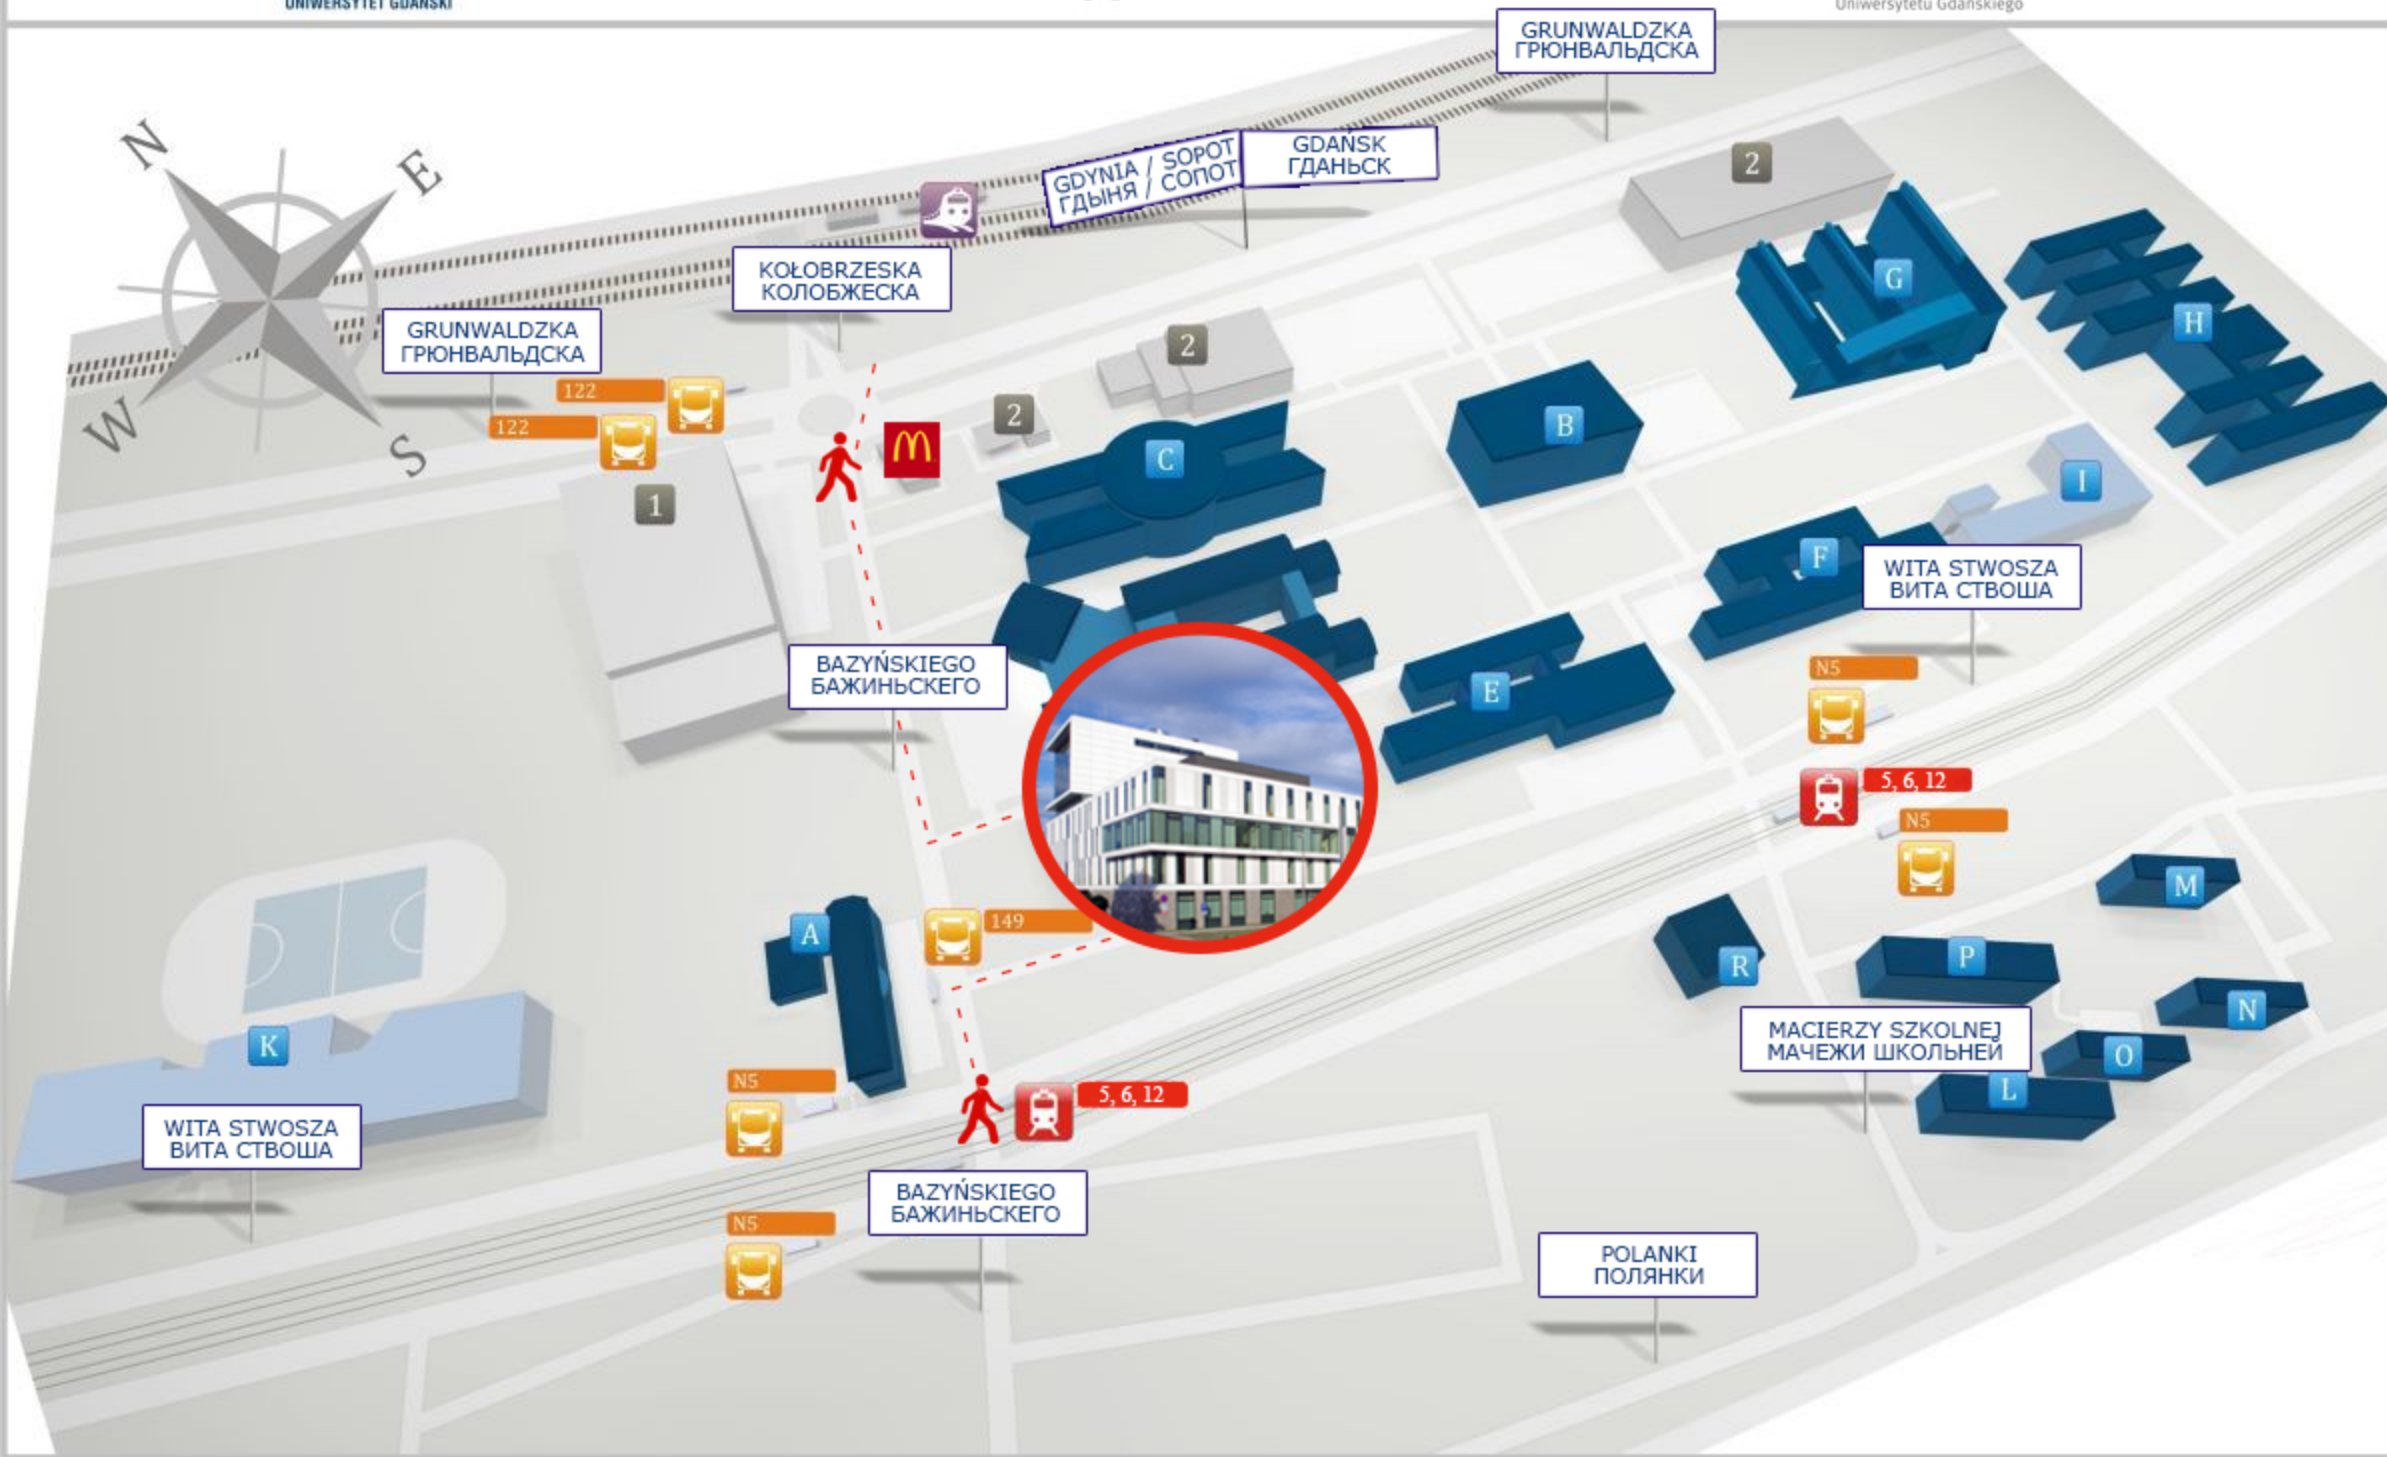 UNIWERSYTET GDAŃSKI
Uniwersytetu Gdańskiego
GRUNWALDZKA
ГРЮНВАЛЬДСКА
GDYNIA / SOPOT
ГДЫНЯ / СОПОТ
GDAŃSK
ГДАНЬСК
2
N
E
W
S
KOŁOBRZESKA
КОЛОБЖЕСКА
G
H
GRUNWALDZKA
ГРЮНВАЛЬДСКА
122
122
2
2
C
B
1
I
F
WITA STWOSZA
ВИТА СТВОША
BAZYŃSKIEGO
БАЖИНЬСКЕГО
E
N5
5, 6, 12
N5
M
A
149
R
P
N
K
MACIERZY SZKOLNEJ
МАЧЕЖИ ШКОЛЬНЕЙ
O
L
N5
5, 6, 12
WITA STWOSZA
ВИТА СТВОША
BAZYŃSKIEGO
БАЖИНЬСКЕГО
N5
POLANKI
ПОЛЯНКИ